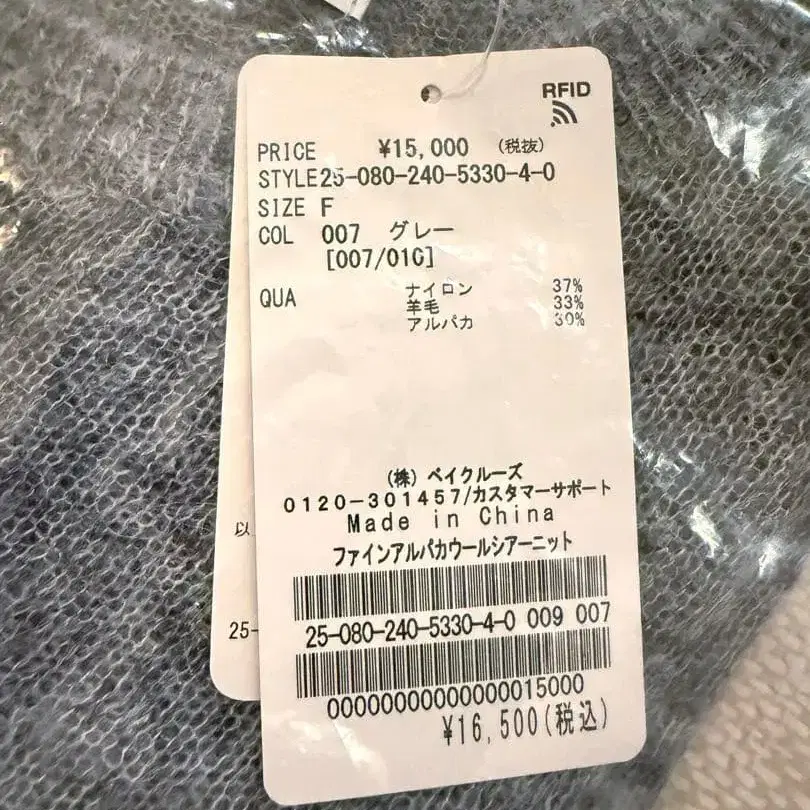 RFID
PRICE ¥15,000 (税抜)
STYLE25-080-240-5330-4-0
SIZE F
COL 007 グレー
[007/01C]
QUA ナイロン 37%
羊毛 33%
アルパカ 30%
(株) ベイクルーズ
0120-301457/カスタマーサポート
Made in China
ファインアルパカウールシアーニット
25-080-240-5330-4-0 009 007
00000000000000015000
¥16,500(税込)
以
25-